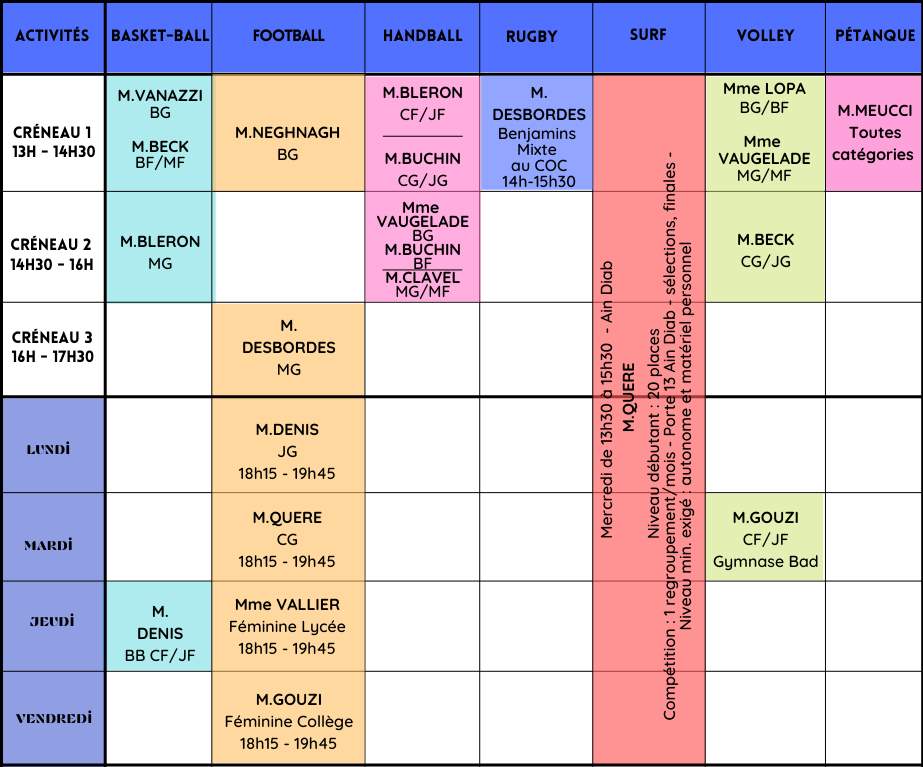 ACTIVITÉS
BASKET-BALL
FOOTBALL
HANDBALL
RUGBY
SURF
VOLLEY
PÉTANQUE
CRÉNEAU 1
13H - 14H30
M.VANAZZI
BG
M.BECK
BF/MF
M.NEGHNAGH
BG
M.BLERON
CF/JF
M.BUCHIN
CG/JG
M.
DESBORDES
Benjamins
Mixte
au COC
14h-15h30
Mercredi de 13h30 à 15h30 - Ain Diab
M.QUERE
Niveau débutant : 20 places
Compétition : 1 regroupement/mois - Porte 13 Ain Diab - sélections, finales -
Niveau min. exigé : autonome et matériel personnel
Mme LOPA
BG/BF
Mme
VAUGELADE
MG/MF
M.MEUCCI
Toutes
catégories
CRÉNEAU 2
14H30 - 16H
M.BLERON
MG
Mme
VAUGELADE
BG
M.BUCHIN
BF
M.CLAVEL
MG/MF
M.BECK
CG/JG
CRÉNEAU 3
16H - 17H30
M.
DESBORDES
MG
LUNDi
M.DENIS
JG
18h15 - 19h45
MARDi
M.QUERE
CG
18h15 - 19h45
M.GOUZI
CF/JF
Gymnase Bad
JEUDi
M.
DENIS
BB CF/JF
Mme VALLIER
Féminine Lycée
18h15 - 19h45
VENDREDi
M.GOUZI
Féminine Collège
18h15 - 19h45